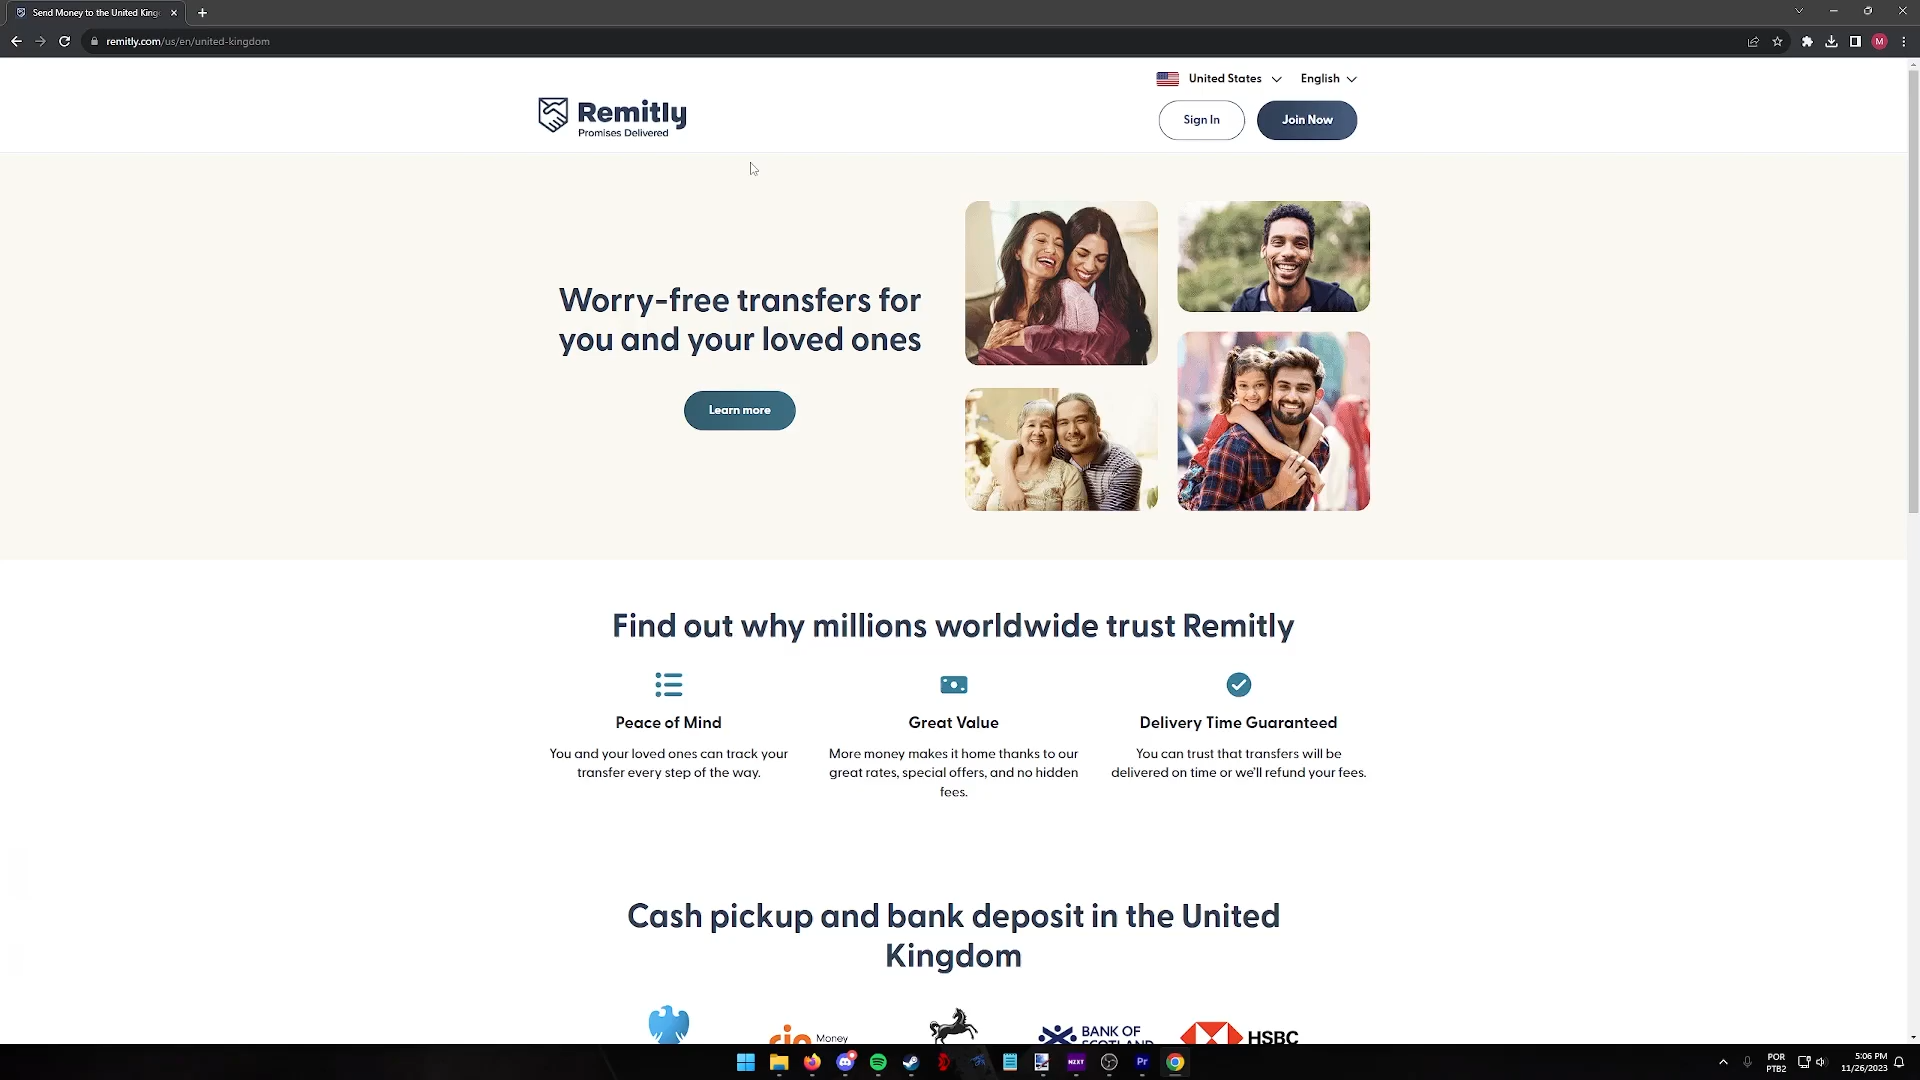 Send Money to the United King
remitly.com/us/en/united-kingdom
M
United States
English
Remitly
Promises Delivered
Sign In
Join Now
Worry-free transfers for
you and your loved ones
Learn more
Find out why millions worldwide trust Remitly
Peace of Mind
Great Value
Delivery Time Guaranteed
You and your loved ones can track your
transfer every step of the way.
More money makes it home thanks to our
great rates, special offers, and no hidden
fees.
You can trust that transfers will be
delivered on time or we'll refund your fees.
Cash pickup and bank deposit in the United
Kingdom
ria Money
BANK OF
SCOTLAND
HSBC
NZXT
Pr
POR
PTB2
5:06 PM
11/26/2023